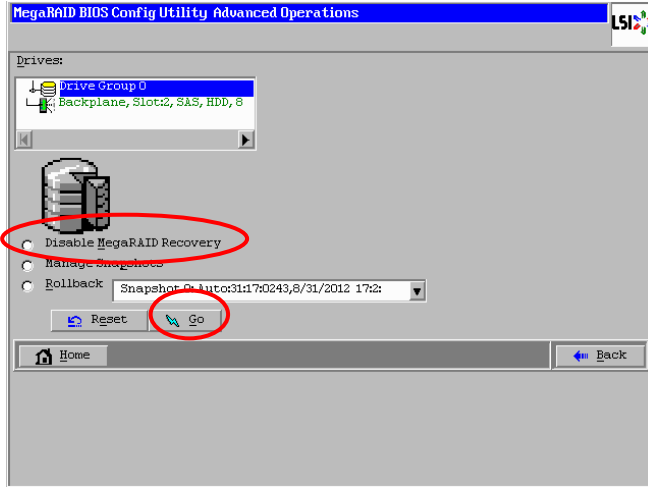 MegaRAID BIOS Config Utility Advanced Operations
LSI
Drives:
Drive Group 0
Backplane, Slot:2, SAS, HDD, 8
Disable MegaRAID Recovery
Manage Snapshots
Rollback Snapshot 0: Auto:31:17:0243,8/31/2012 17:2:
Reset Go
Home Back